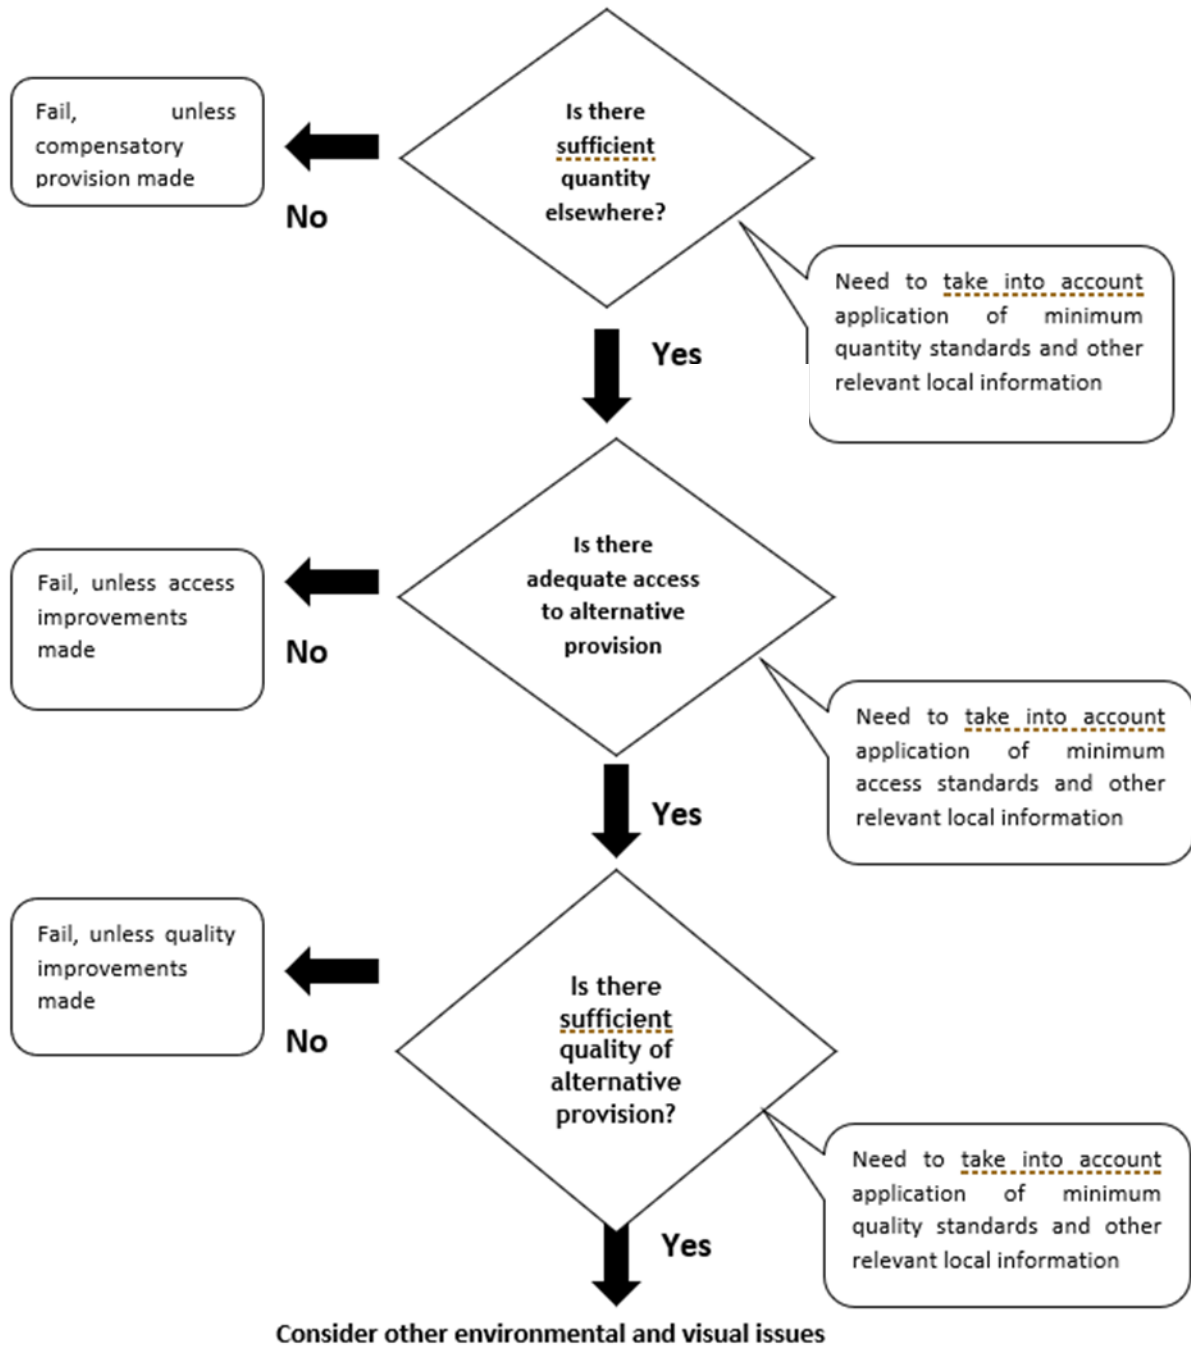 Is there
sufficient
quantity
elsewhere?
Fail, unless
compensatory
provision made
No
Need to take into account
application of minimum
quantity standards and other
relevant local information
Yes
Is there
adequate access
to alternative
provision
Fail, unless access
improvements
made
No
Need to take into account
application of minimum
access standards and other
relevant local information
Yes
Is there
sufficient
quality of
alternative
provision?
Fail, unless quality
improvements
made
No
Need to take into account
application of minimum
quality standards and other
relevant local information
Yes
Consider other environmental and visual issues